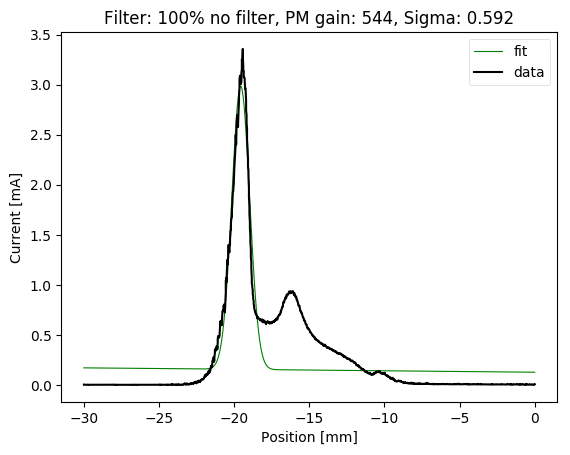 Filter: 100% no filter, PM gain: 544, Sigma: 0.592
fit
data
Current [mA]
3.5
3.0
2.5
2.0
1.5
1.0
0.5
0.0
−30 −25 −20 −15 −10 −5 0
Position [mm]